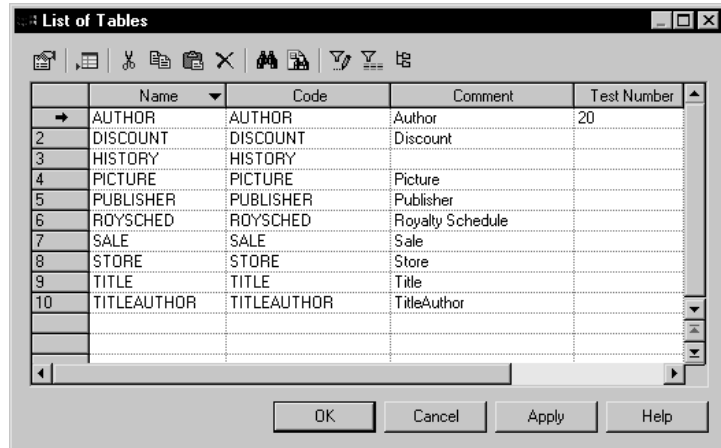 List of Tables
Name Code Comment Test Number
AUTHOR AUTHOR Author 20
2 DISCOUNT DISCOUNT Discount
3 HISTORY HISTORY
4 PICTURE PICTURE Picture
5 PUBLISHER PUBLISHER Publisher
6 ROYSCHED ROYSCHED Royalty Schedule
7 SALE SALE Sale
8 STORE STORE Store
9 TITLE TITLE Title
10 TITLEAUTHOR TITLEAUTHOR TitleAuthor
OK Cancel Apply Help